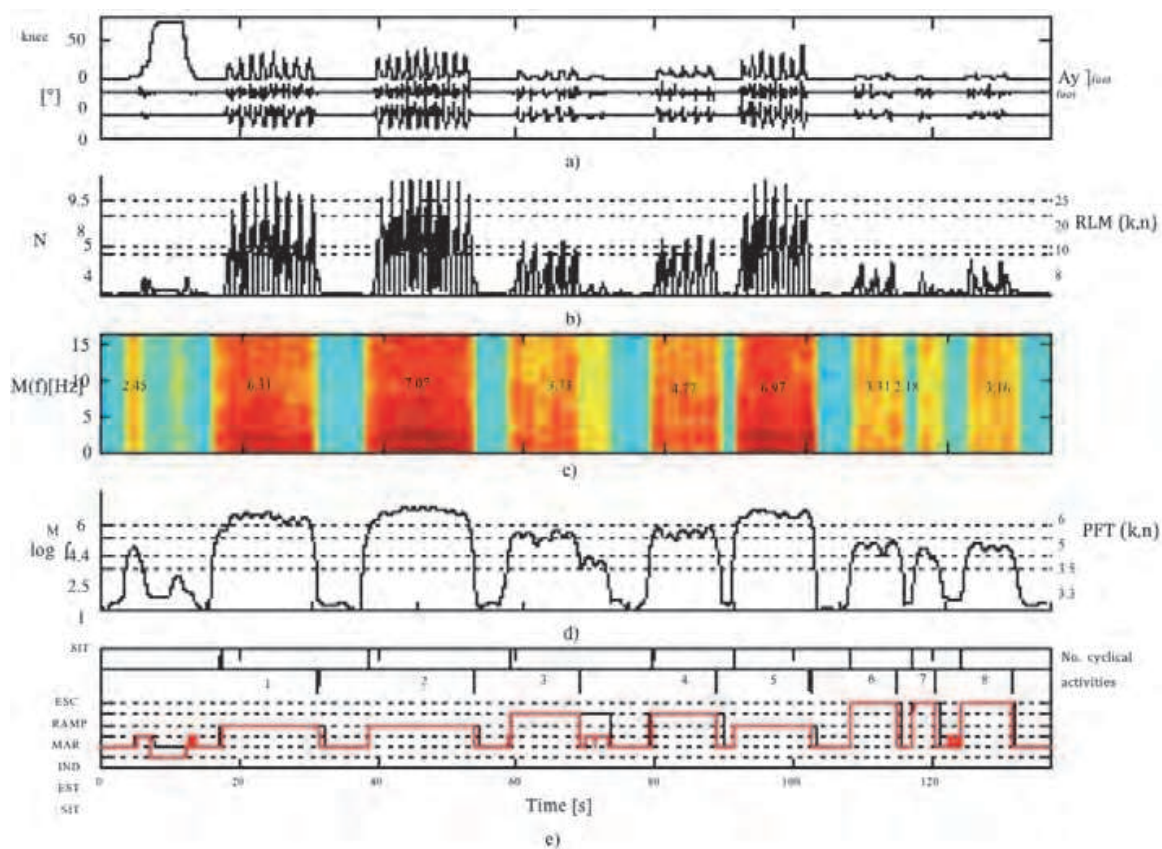 knee 50
0
[°]
0
0
Ay ]foot
foot
a)
9.5
N
8
5
4
25
20
10
8
RLM (k,n)
b)
15
M(f)[Hz]
10
5
0
2.45 6.31 7.07 3.73 4.77 6.97 3.31 2.18 3.16
c)
M
6
log
4.4
2.5
1
6
5
3.5
3.3
PFT (k,n)
d)
SIT
No. cyclical
activities
1 2 3 4 5 6 7 8
ESC
RAMP
MAR
IND
EST
SIT
0 20 40 60 80 100 120
Time [s]
e)